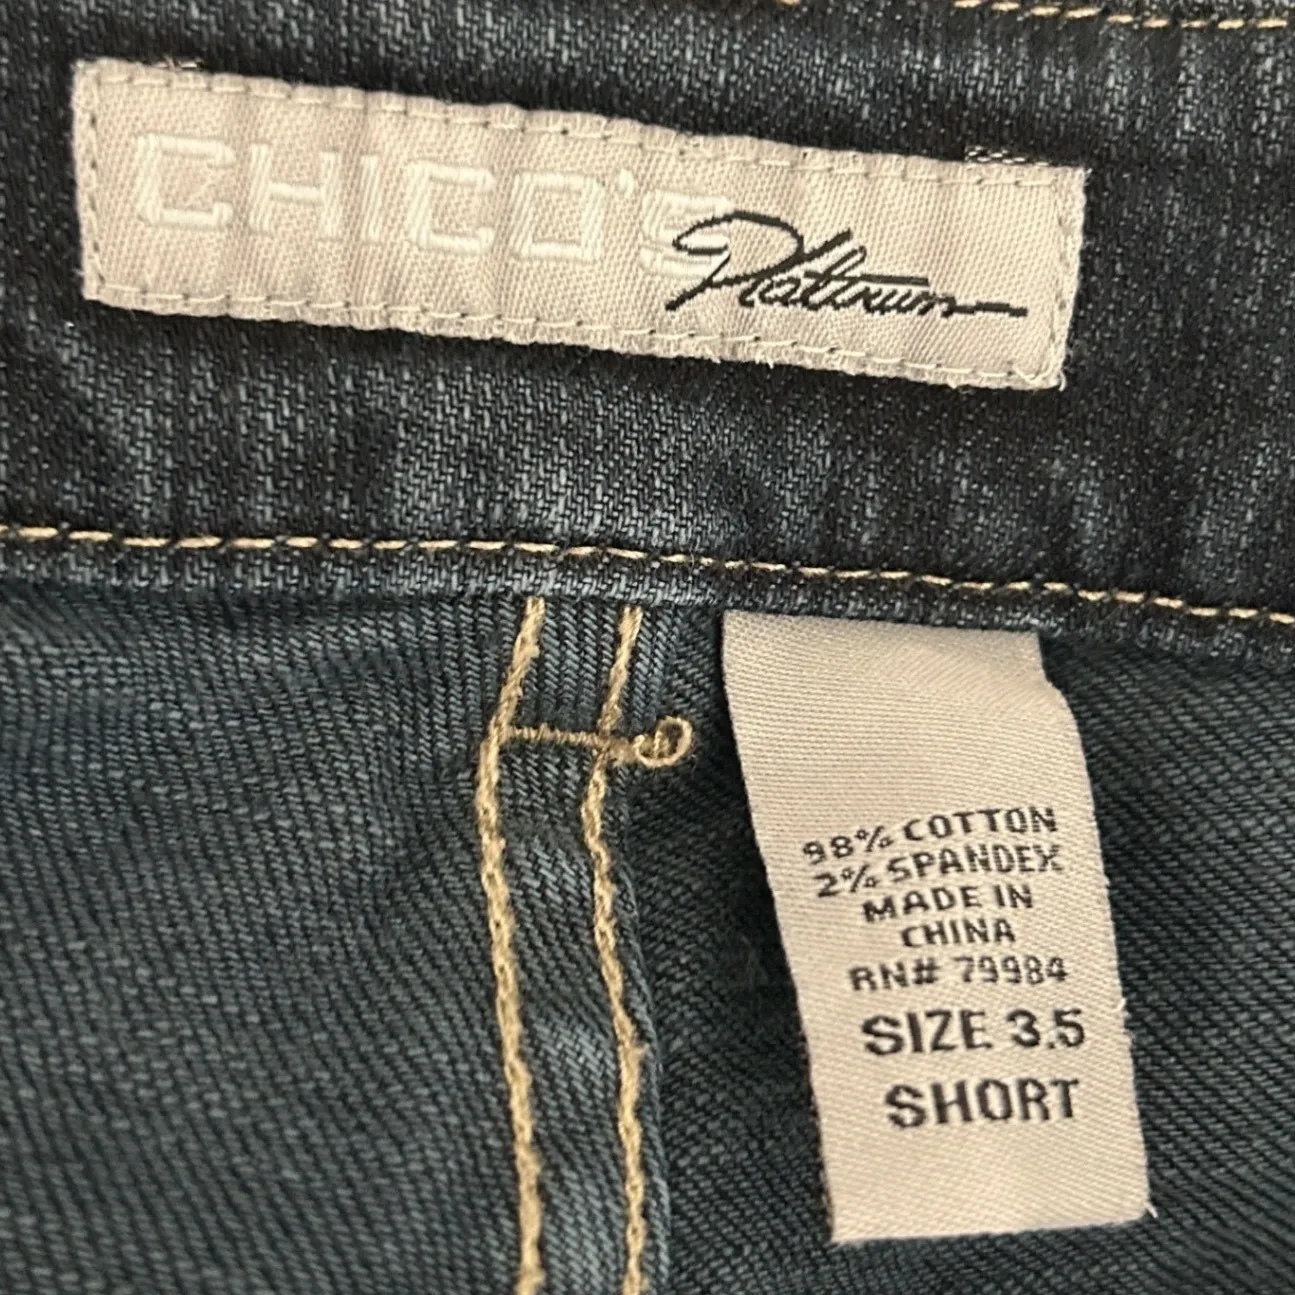 CHICO'S
Platinum
98% COTTON
2% SPANDEX
MADE IN
CHINA
RN# 79984
SIZE 3.5
SHORT